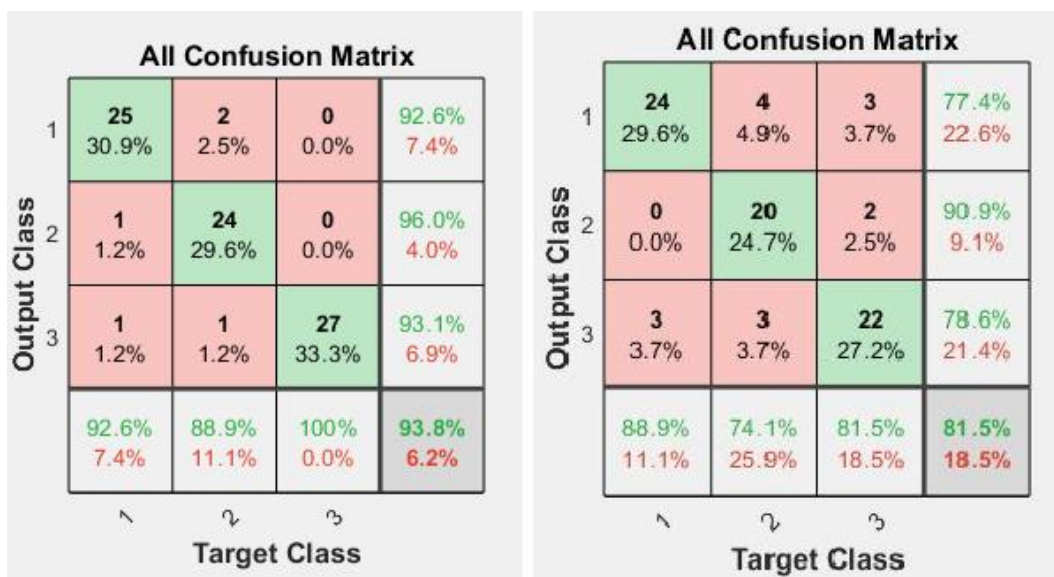 All Confusion Matrix
1
25 2 0 92.6%
30.9% 2.5% 0.0% 7.4%
2
1 24 0 96.0%
1.2% 29.6% 0.0% 4.0%
3
1 1 27 93.1%
1.2% 1.2% 33.3% 6.9%
92.6% 88.9% 100% 93.8%
7.4% 11.1% 0.0% 6.2%
1 2 3
Output Class
Target Class
All Confusion Matrix
1
24 4 3 77.4%
29.6% 4.9% 3.7% 22.6%
2
0 20 2 90.9%
0.0% 24.7% 2.5% 9.1%
3
3 3 22 78.6%
3.7% 3.7% 27.2% 21.4%
88.9% 74.1% 81.5% 81.5%
11.1% 25.9% 18.5% 18.5%
1 2 3
Output Class
Target Class